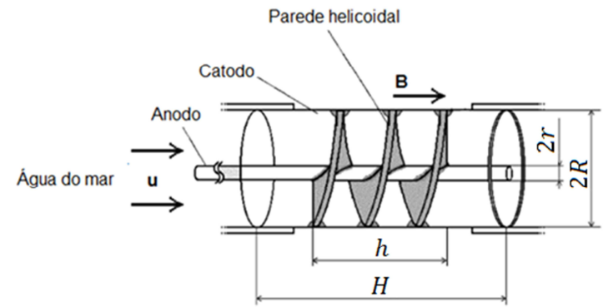 Parede helicoidal
Catodo
B
Anodo
Água do mar
u
2r
2R
h
H